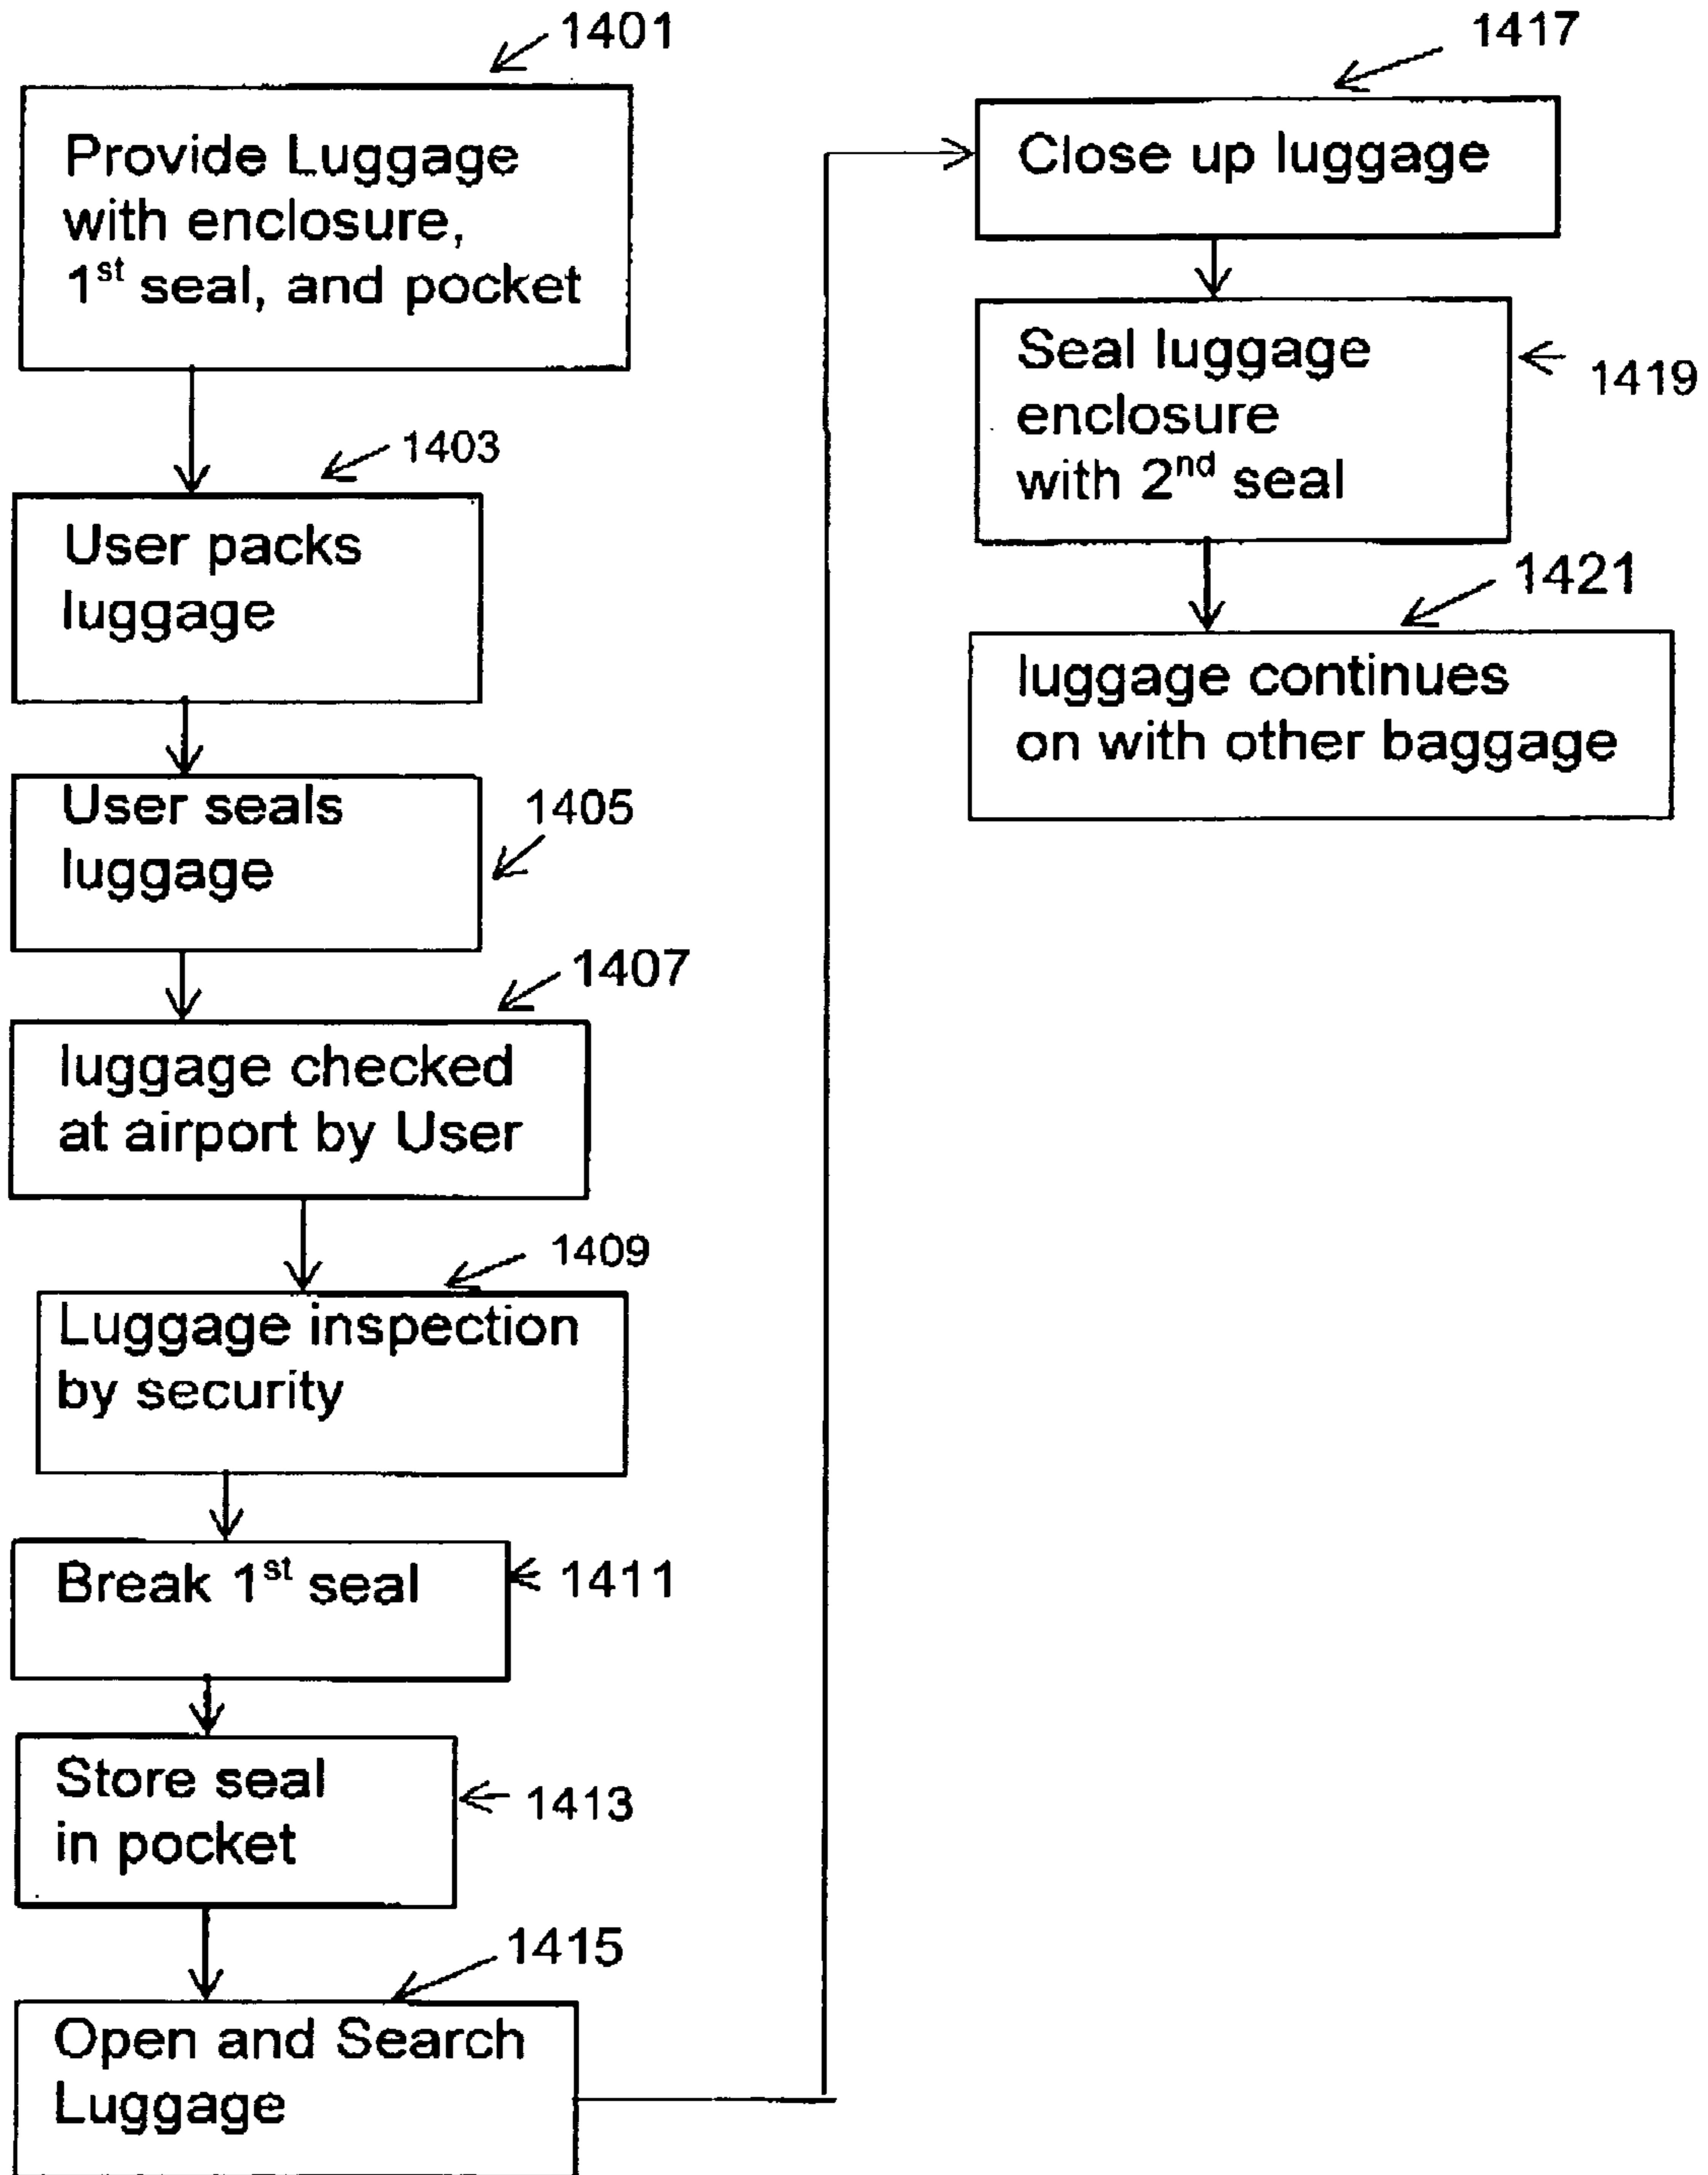 1401
Provide Luggage
with enclosure,
1st seal, and pocket
1403
User packs
luggage
User seals
luggage
1405
1407
luggage checked
at airport by User
1409
Luggage inspection
by security
Break 1st seal
1411
Store seal
in pocket
1413
1415
Open and Search
Luggage
1417
Close up luggage
Seal luggage
enclosure
with 2nd seal
1419
1421
luggage continues
on with other baggage